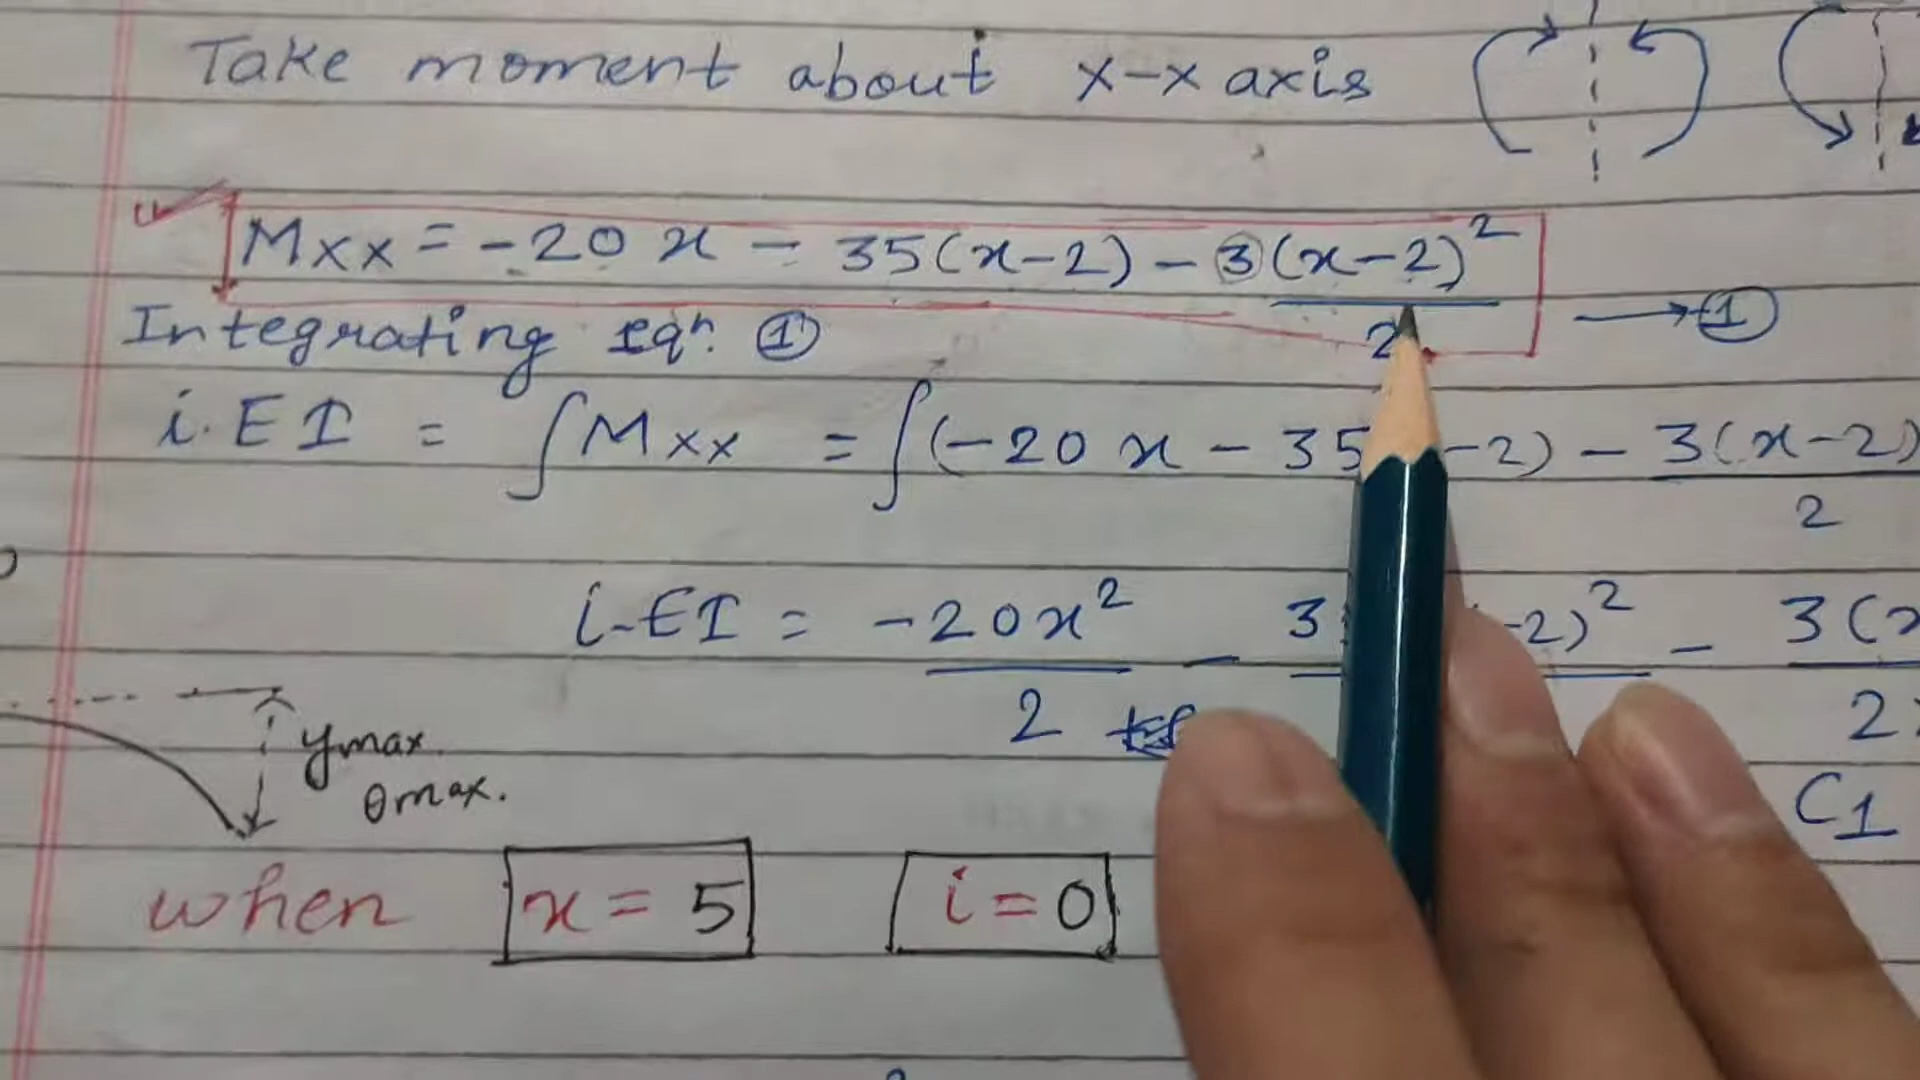 Take moment about x-x axis
Mxx = -20x - 35(x-2) - 3(x-2)²
2
→ ①
Integrating eqn. ①
i.EI = ∫Mxx = ∫(-20x - 35 -2) - 3(x-2)
2
i-EI = -20x² - 3 -2)² - 3(x
2 2
ymax.
θmax.
C1
when x = 5 i = 0